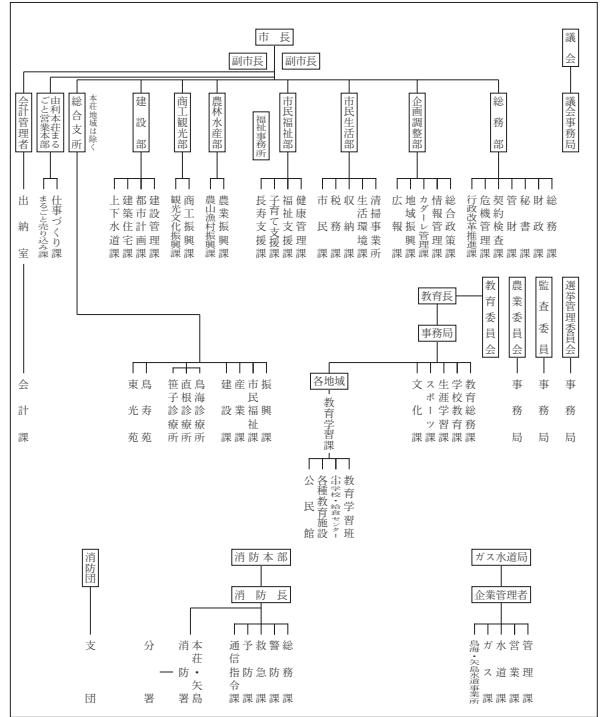 市長
副市長
副市長
議会
会計管理者
由利本荘まるごと営業本部
総合支所
本荘地域は除く
建設部
商工観光部
農林水産部
福祉事務所
市民福祉部
市民生活部
企画調整部
総務部
議会事務局
出納室
まるごと売り込み課
仕事づくり課
上下水道課
建築住宅課
都市計画課
建設管理課
観光文化振興課
商工振興課
農山漁村振興課
農業振興課
長寿支援課
子育て支援課
福祉支援課
健康管理課
市民課
税務課
収納課
生活環境課
清掃事業所
広報課
地域振興課
カダーレ管理課
情報管理課
総合政策課
行政改革推進課
危機管理課
契約検査課
管財課
秘書課
財政課
総務課
教育長
教育委員会
農業委員会
監査委員
選挙管理委員会
事務局
会計課
東光苑
鳥寿苑
笹子診療所
直根診療所
鳥海診療所
建設課
産業課
市民福祉課
振興課
各地域
教育学習課
文化課
スポーツ課
生涯学習課
学校教育課
教育総務課
事務局
事務局
事務局
公民館
各種教育施設
小中学校・給食センター
教育学習班
消防団
消防本部
ガス水道局
消防長
企業管理者
支団
分署
消防署
本荘・矢島
通信指令課
予防課
救急課
警防課
総務課
鳥海・矢島水道事業所
ガス課
水道課
営業課
管理課